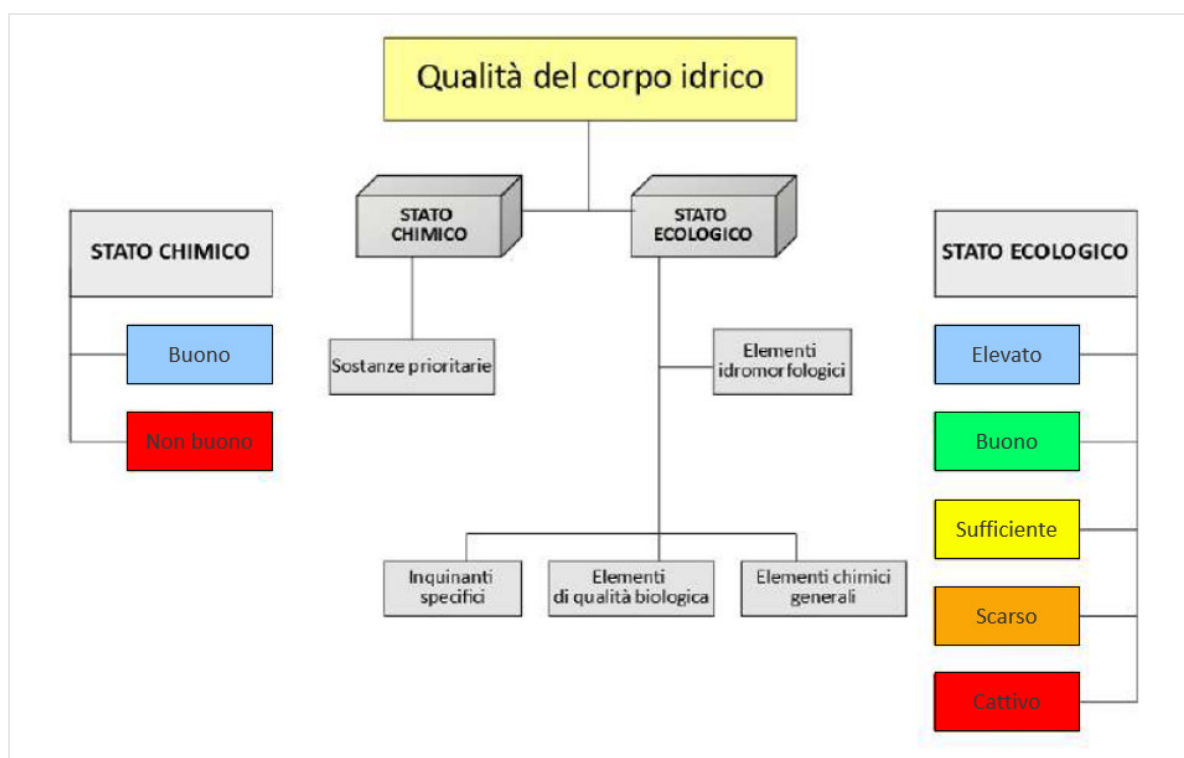 Qualità del corpo idrico
STATO
CHIMICO
STATO
ECOLOGICO
STATO CHIMICO
Buono
Non buono
Sostanze prioritarie
Elementi
idromorfologici
Inquinanti
specifici
Elementi
di qualità biologica
Elementi chimici
generali
STATO ECOLOGICO
Elevato
Buono
Sufficiente
Scarso
Cattivo